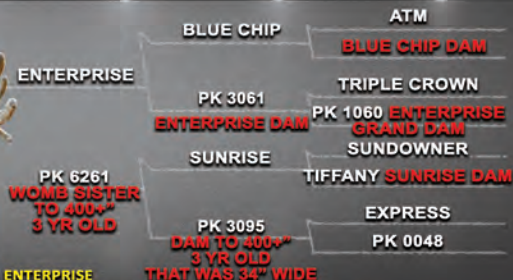 ATM
BLUE CHIP
BLUE CHIP DAM
ENTERPRISE
TRIPLE CROWN
PK 3061
ENTERPRISE DAM
PK 1060 ENTERPRISE
GRAND DAM
SUNRISE
SUNDOWNER
TIFFANY SUNRISE DAM
PK 6261
WOMB SISTER
TO 400+"
3 YR OLD
EXPRESS
PK 3095
DAM TO 400+"
3 YR OLD
THAT WAS 34" WIDE
PK 0048
ENTERPRISE